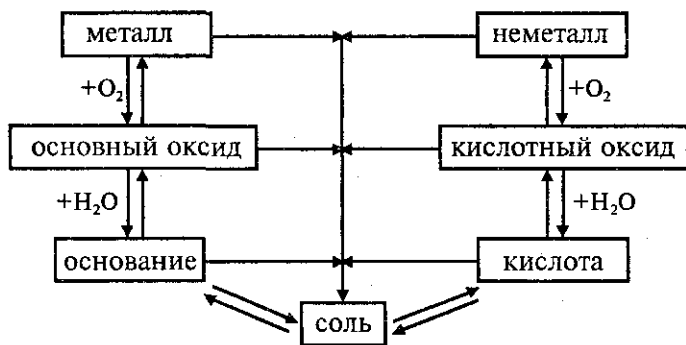 металл
неметалл
+O₂
+O₂
основный оксид
кислотный оксид
+H₂O
+H₂O
основание
кислота
соль